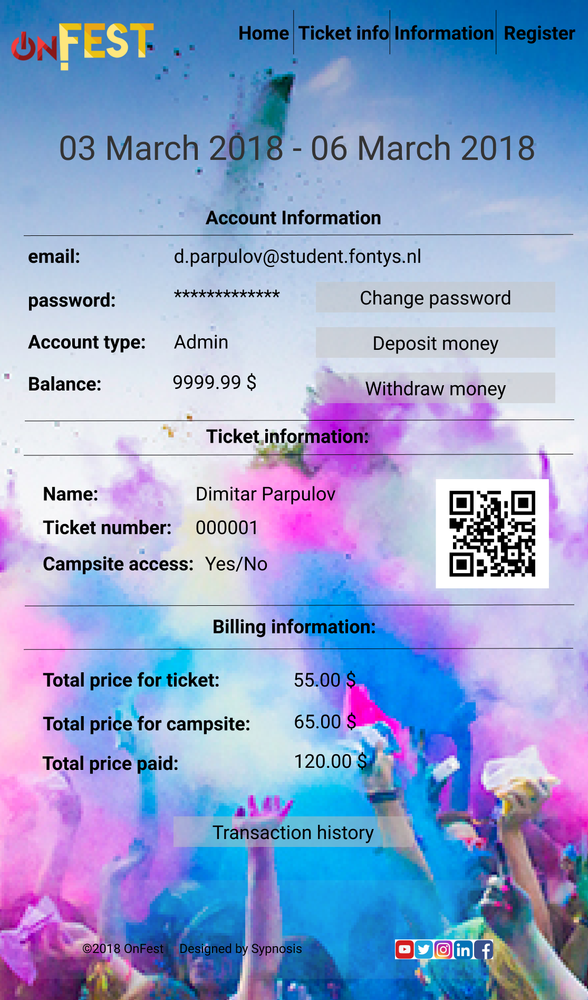 ONFEST
Home Ticket info Information Register
03 March 2018 - 06 March 2018
Account Information
email: d.parpulov@student.fontys.nl
password: ************* Change password
Account type: Admin Deposit money
Balance: 9999.99 $ Withdraw money
Ticket information:
Name: Dimitar Parpulov
Ticket number: 000001
Campsite access: Yes/No
Billing information:
Total price for ticket: 55.00 $
Total price for campsite: 65.00 $
Total price paid: 120.00 $
Transaction history
©2018 OnFest Designed by Sypnosis